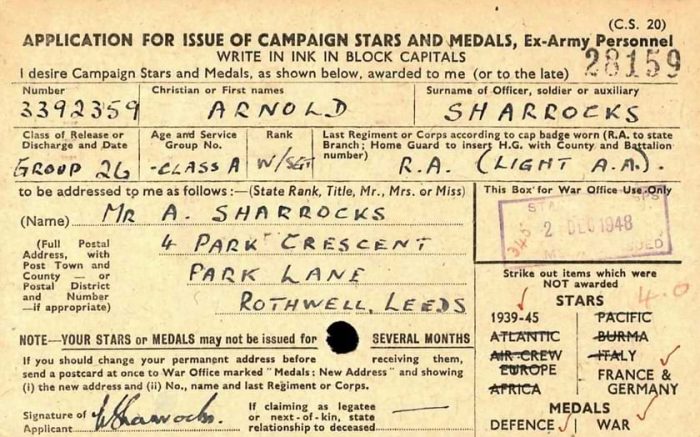 (C.S. 20)
APPLICATION FOR ISSUE OF CAMPAIGN STARS AND MEDALS, Ex-Army Personnel
WRITE IN INK IN BLOCK CAPITALS
28159
I desire Campaign Stars and Medals, as shown below, awarded to me (or to the late)
Number Christian or First names Surname of Officer, soldier or auxiliary
3392359 ARNOLD SHARROCKS
Class of Release or Discharge and Date
Age and Service Group No.
Rank
Last Regiment or Corps according to cap badge worn (R.A. to state Branch; Home Guard to insert H.G. with County and Battalion number)
GROUP 26 -CLASS A W/SGT R.A. (LIGHT A.A.).
to be addressed to me as follows :—(State Rank, Title, Mr., Mrs. or Miss)
This Box for War Office Use Only
(Name) MR A. SHARROCKS
2 DEC 1948
(Full Postal Address, with Post Town and County — or Postal District and Number —if appropriate)
4 PARK CRESCENT
PARK LANE
ROTHWELL, LEEDS
Strike out items which were NOT awarded
STARS
1939-45 PACIFIC
ATLANTIC BURMA
AIR CREW EUROPE ITALY
AFRICA FRANCE & GERMANY
MEDALS
DEFENCE WAR
NOTE—YOUR STARS or MEDALS may not be issued for SEVERAL MONTHS
If you should change your permanent address before receiving them,
send a postcard at once to War Office marked "Medals: New Address" and showing
(i) the new address and (ii) No., name and last Regiment or Corps.
Signature of Applicant
If claiming as legatee or next-of-kin, state relationship to deceased